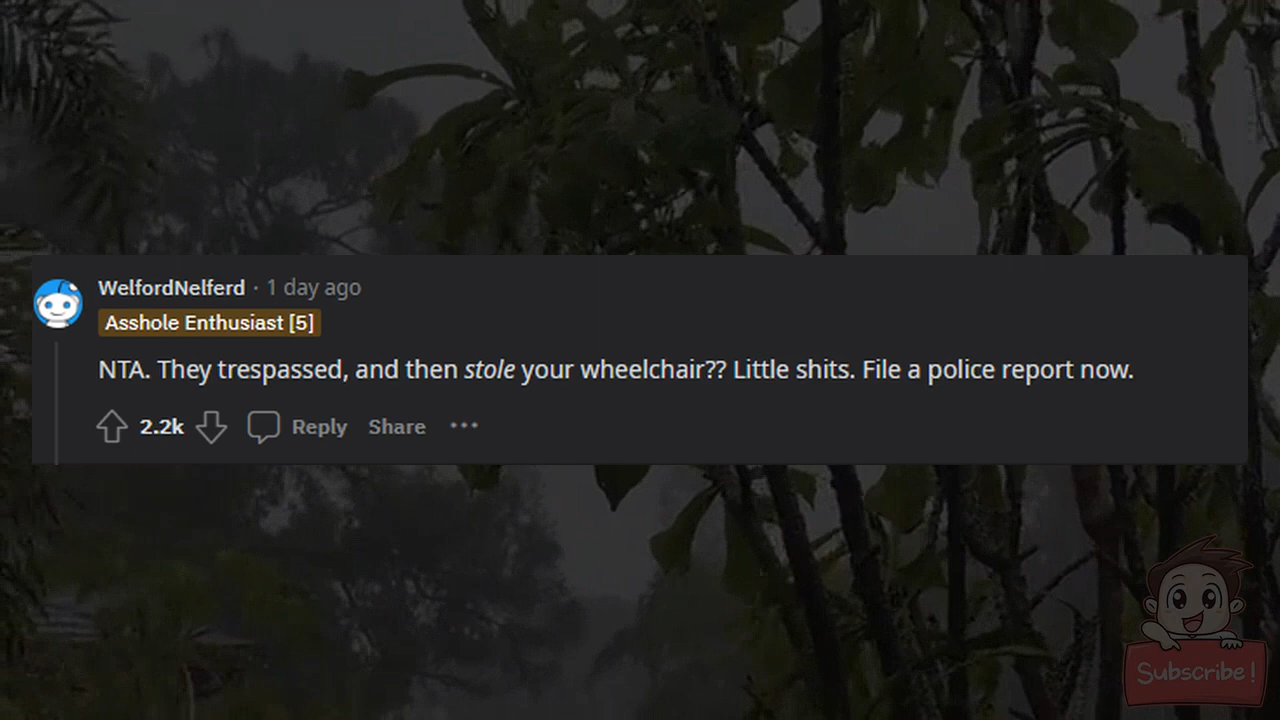 WelfordNelferd · 1 day ago
Asshole Enthusiast [5]
NTA. They trespassed, and then stole your wheelchair?? Little shits. File a police report now.
2.2k Reply Share ···
Subscribe!